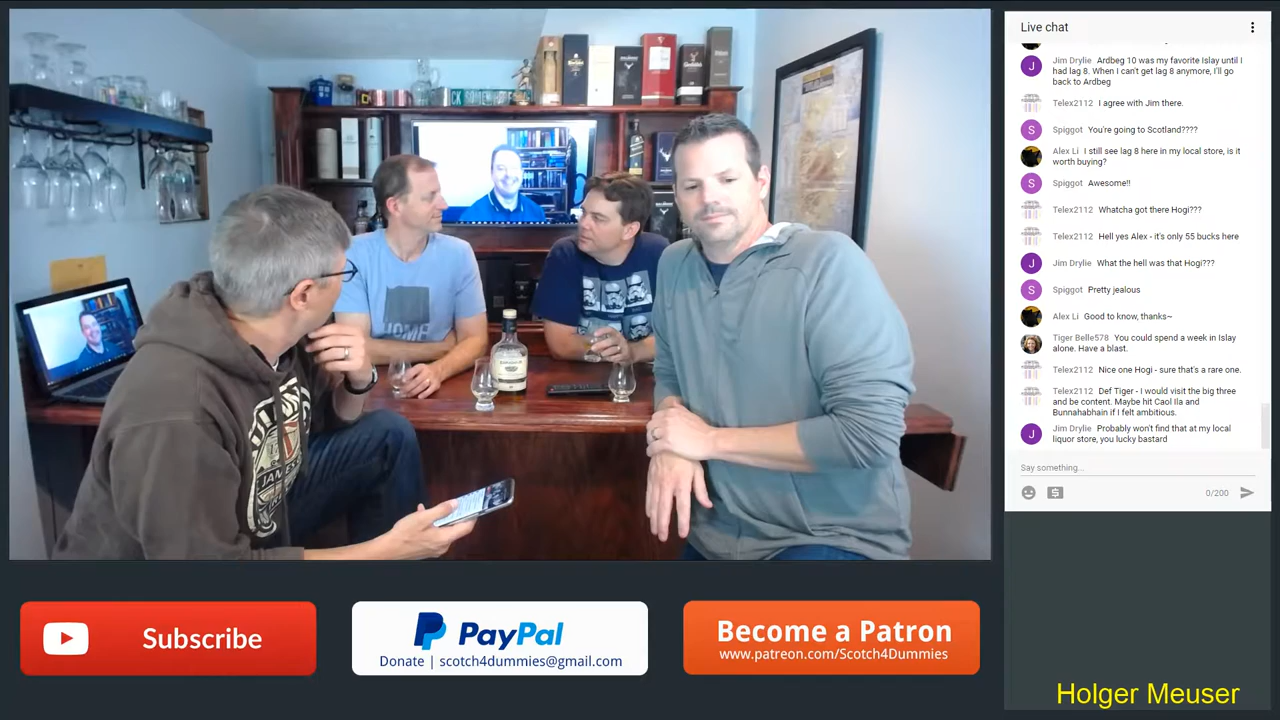 Live chat
Jim Drylie Ardbeg 10 was my favorite Islay until I
had lag 8. When I can't get lag 8 anymore, I'll go
back to Ardbeg
Telex2112 I agree with Jim there.
Spiggot You're going to Scotland????
Alex Li I still see lag 8 here in my local store, is it
worth buying?
Spiggot Awesome!!
Telex2112 Whatcha got there Hogi???
Telex2112 Hell yes Alex - it's only 55 bucks here
Jim Drylie What the hell was that Hogi???
Spiggot Pretty jealous
Alex Li Good to know, thanks~
Tiger Belle578 You could spend a week in Islay
alone. Have a blast.
Telex2112 Nice one Hogi - sure that's a rare one.
Telex2112 Def Tiger - I would visit the big three
and be content. Maybe hit Caol Ila and
Bunnahabhain if I felt ambitious.
Jim Drylie Probably won't find that at my local
liquor store, you lucky bastard
Say something...
0/200
HOME
JAMES
Subscribe
PayPal
Donate | scotch4dummies@gmail.com
Become a Patron
www.patreon.com/Scotch4Dummies
Holger Meuser